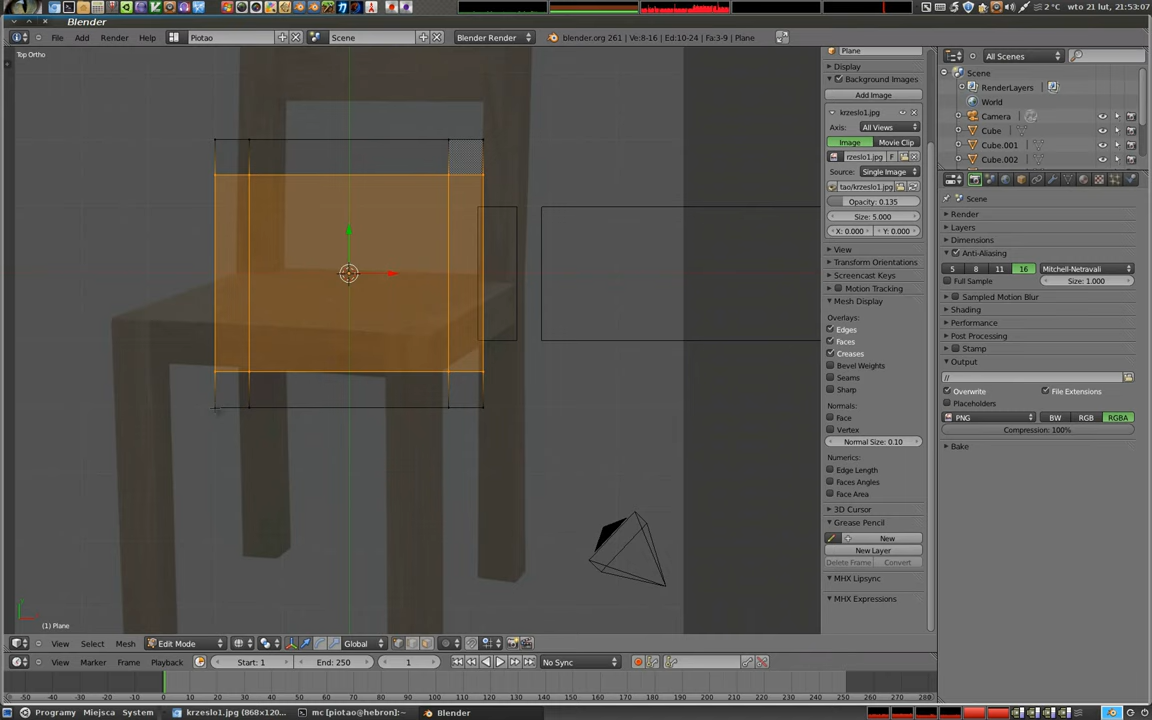 2 °C wto 21 lut, 21:53:07
Blender
File Add Render Help Piotao Scene Blender Render blender.org 261 | Ve:8-16 | Ed:10-24 | Fa:3-9 | Plane
Top Ortho
Plane
Display
Background Images
Add Image
krzeslo1.jpg
Axis: All Views
Image Movie Clip
rzeslo1.jpg F
Source: Single Image
tao/krzeslo1.jpg
Opacity: 0.135
Size: 5.000
X: 0.000 Y: 0.000
View
Transform Orientations
Screencast Keys
Motion Tracking
Mesh Display
Overlays:
Edges
Faces
Creases
Bevel Weights
Seams
Sharp
Normals:
Face
Vertex
Normal Size: 0.10
Numerics:
Edge Length
Faces Angles
Face Area
3D Cursor
Grease Pencil
New
New Layer
Delete Frame Convert
MHX Lipsync
MHX Expressions
All Scenes
Scene
RenderLayers
World
Camera
Cube
Cube.001
Cube.002
Scene
Render
Layers
Dimensions
Anti-Aliasing
5 8 11 16 Mitchell-Netravali
Full Sample Size: 1.000
Sampled Motion Blur
Shading
Performance
Post Processing
Stamp
Output
//
Overwrite File Extensions
Placeholders
PNG BW RGB RGBA
Compression: 100%
Bake
(1) Plane
View Select Mesh Edit Mode Global
View Marker Frame Playback Start: 1 End: 250 1 No Sync
-50 -40 -30 -20 -10 0 10 20 30 40 50 60 70 80 90 100 110 120 130 140 150 160 170 180 190 200 210 220 230 240 250 260 270 280
Programy Miejsca System krzeslo1.jpg (868×120... mc [piotao@hebron]:~ Blender